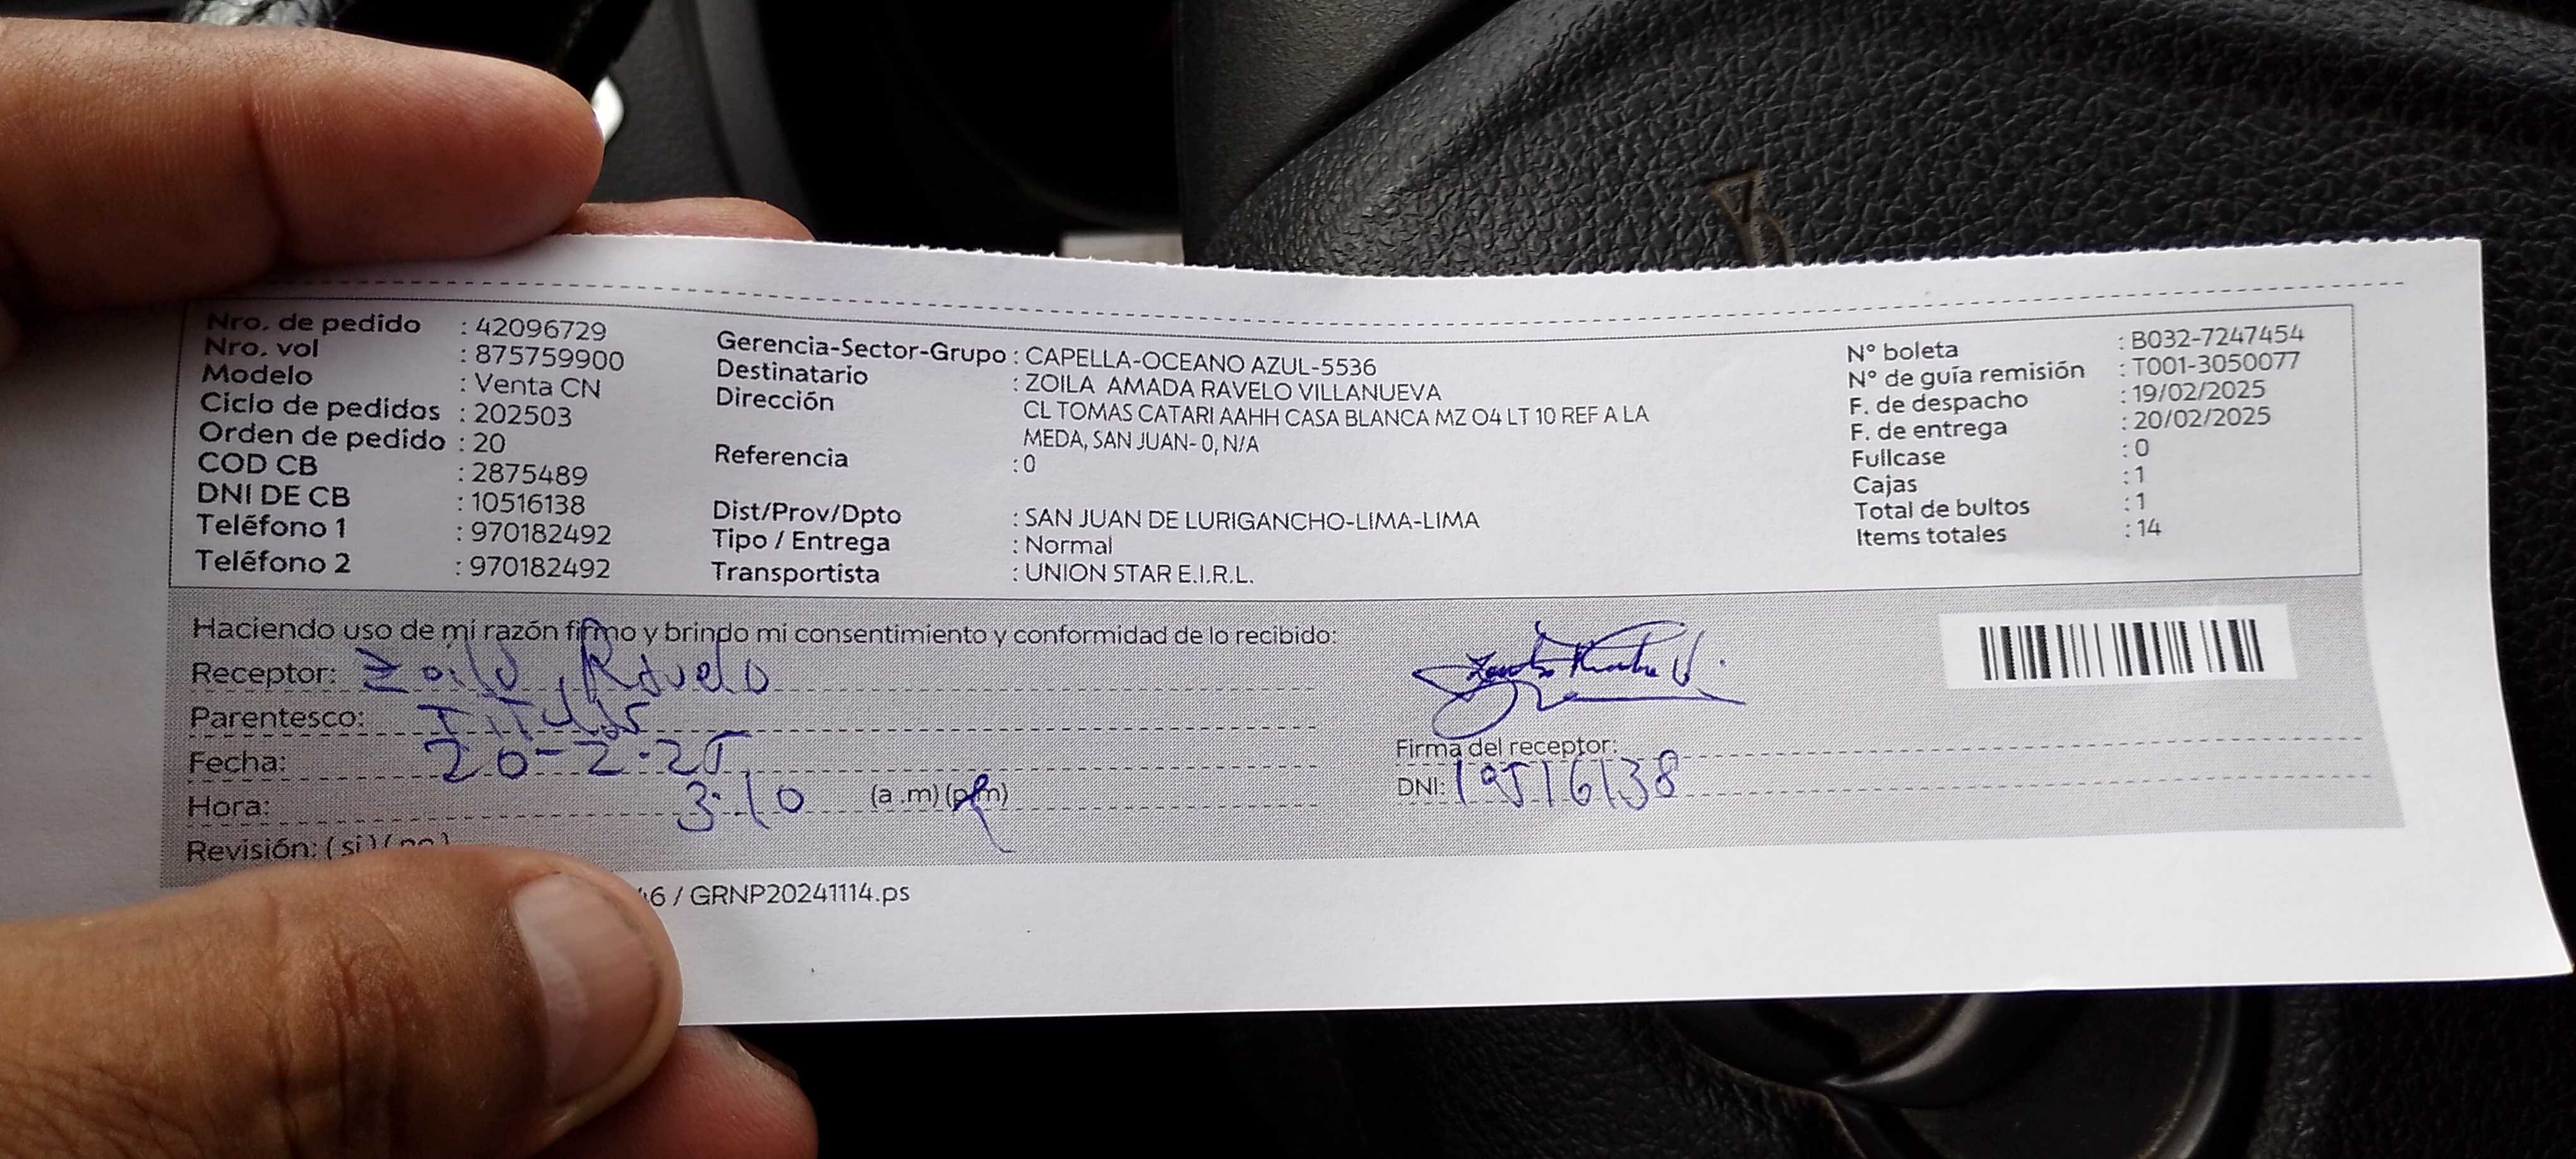 Nro. de pedido : 42096729
Nro. vol : 875759900
Modelo : Venta CN
Ciclo de pedidos : 202503
Orden de pedido : 20
COD CB : 2875489
DNI DE CB : 10516138
Teléfono 1 : 970182492
Teléfono 2 : 970182492
Gerencia-Sector-Grupo : CAPELLA-OCEANO AZUL-5536
Destinatario : ZOILA AMADA RAVELO VILLANUEVA
Dirección CL TOMAS CATARI AAHH CASA BLANCA MZ O4 LT 10 REF A LA
MEDA, SAN JUAN- 0, N/A
Referencia : 0
Dist/Prov/Dpto : SAN JUAN DE LURIGANCHO-LIMA-LIMA
Tipo / Entrega : Normal
Transportista : UNION STAR E.I.R.L.
N° boleta : B032-7247454
N° de guía remisión : T001-3050077
F. de despacho : 19/02/2025
F. de entrega : 20/02/2025
Fullcase : 0
Cajas : 1
Total de bultos : 1
Items totales : 14
Haciendo uso de mi razón firmo y brindo mi consentimiento y conformidad de lo recibido:
Receptor: Zoila Ravelo
Parentesco: Titular
Fecha: 20-2-25
Hora: 3:10 (a .m) (p.m)
Revisión: ( si ) ( no )
Firma del receptor:
DNI: 10516138
46 / GRNP20241114.ps